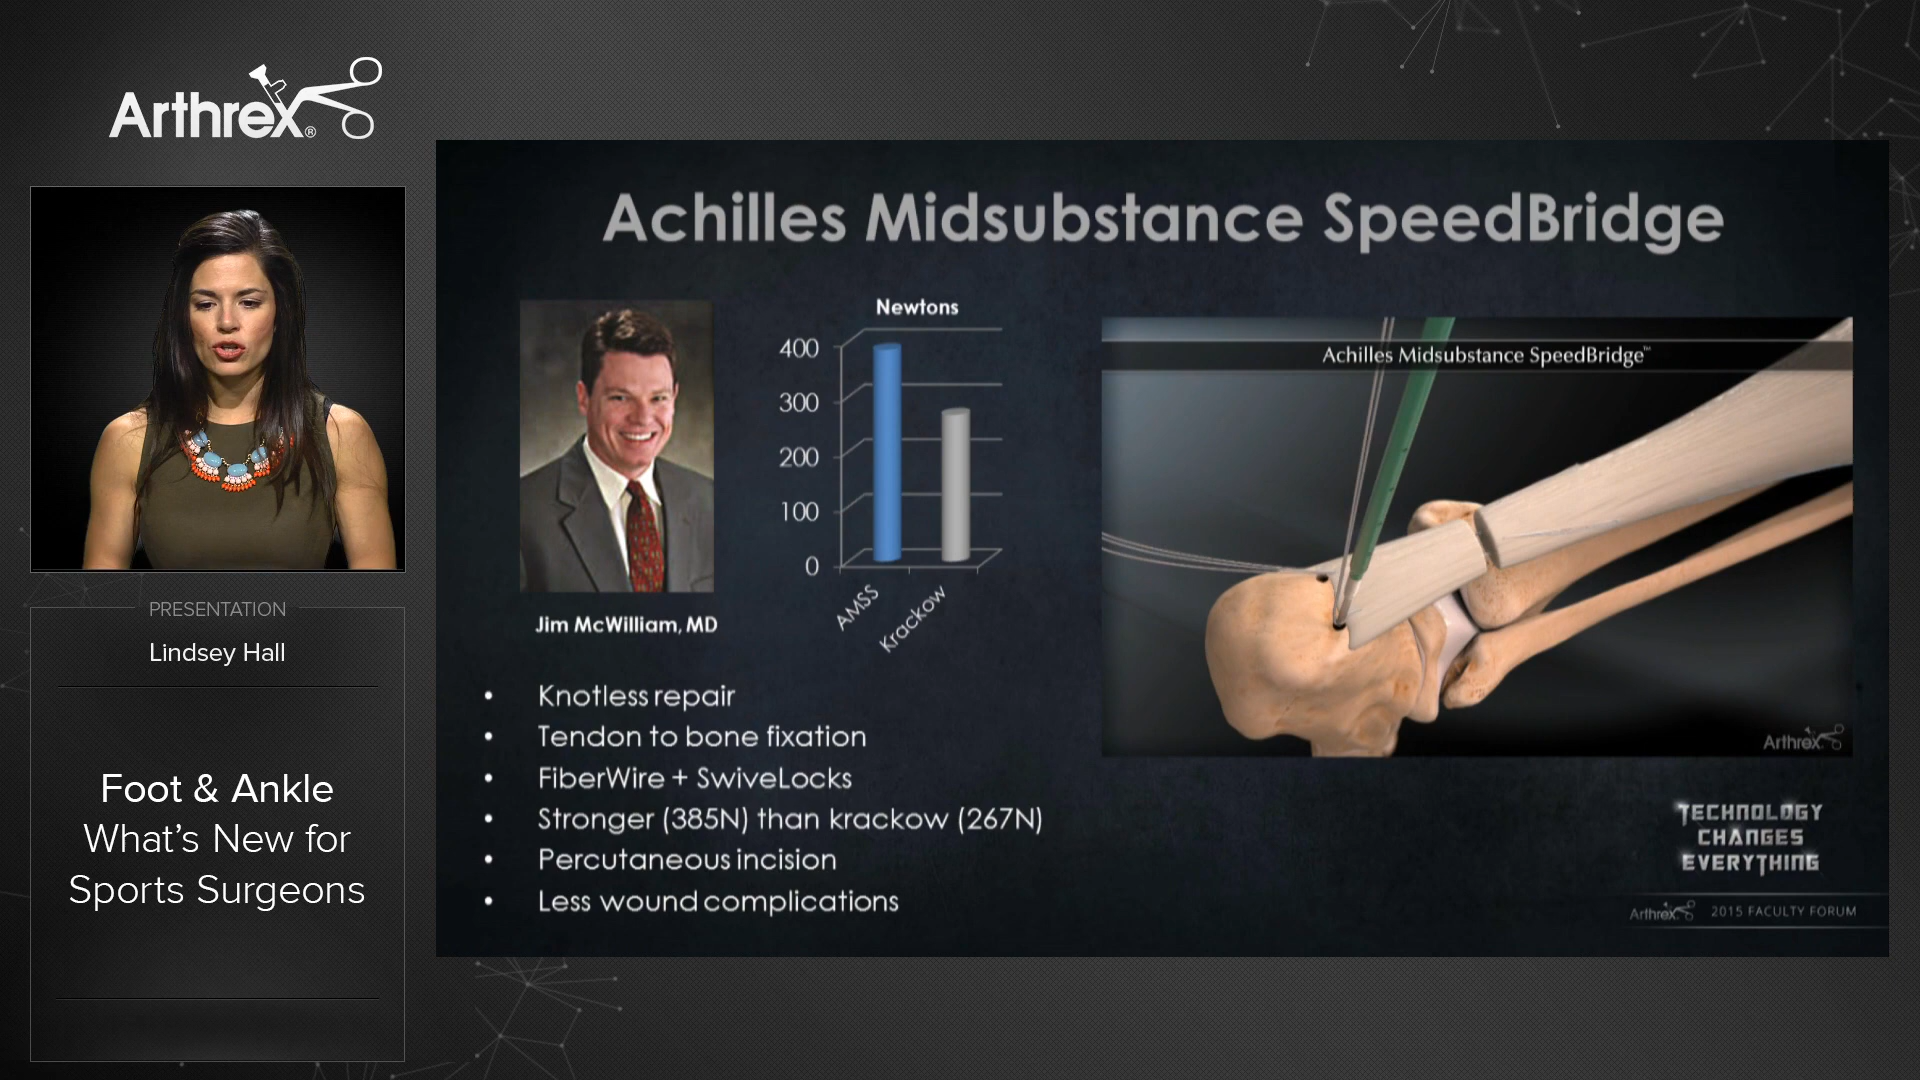 Arthrex®
PRESENTATION
Lindsey Hall
Foot & Ankle
What's New for
Sports Surgeons
Achilles Midsubstance SpeedBridge
Jim McWilliam, MD
Newtons
400
300
200
100
0
AMSS
Krackow
• Knotless repair
• Tendon to bone fixation
• FiberWire + SwiveLocks
• Stronger (385N) than krackow (267N)
• Percutaneous incision
• Less wound complications
Achilles Midsubstance SpeedBridge™
Arthrex
TECHNOLOGY
CHANGES
EVERYTHING
Arthrex 2015 FACULTY FORUM